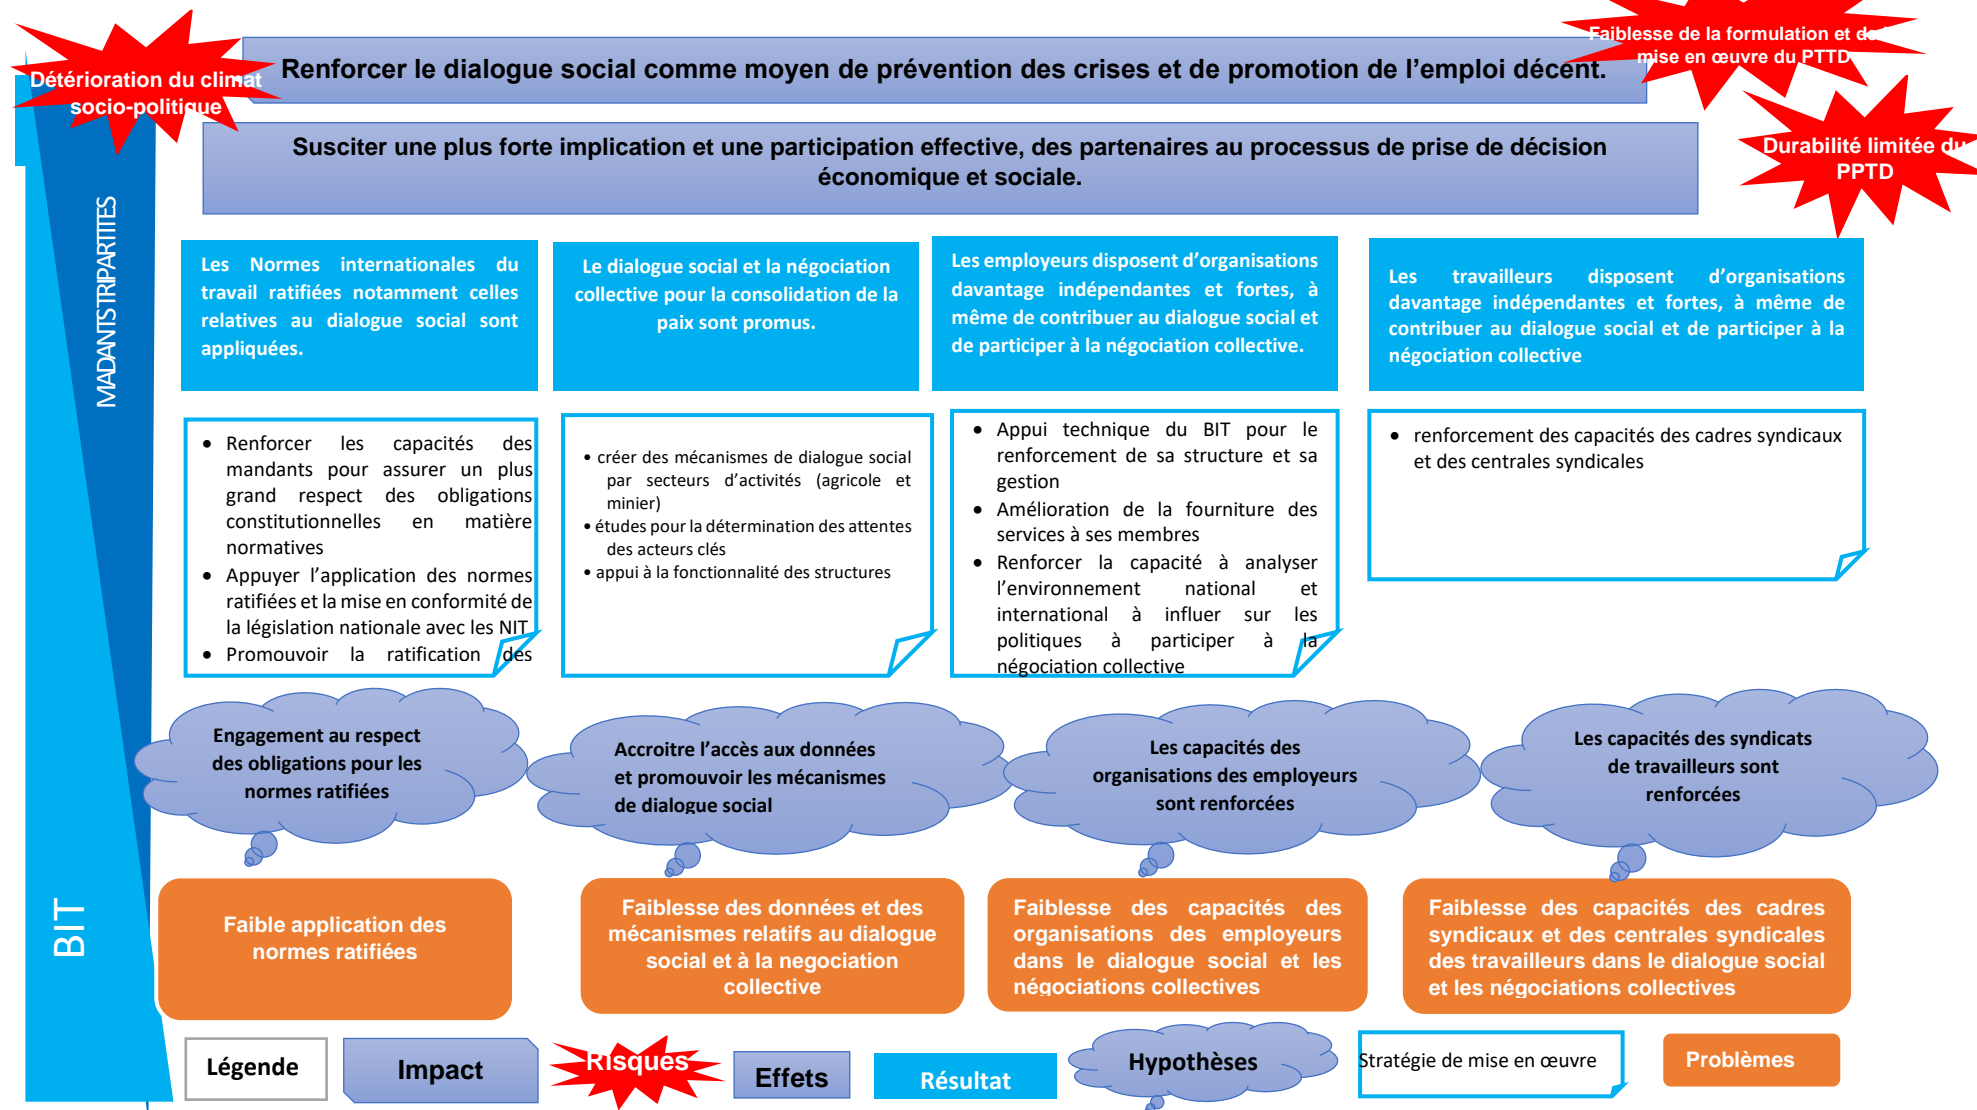 Détérioration du climat
socio-politique
Renforcer le dialogue social comme moyen de prévention des crises et de promotion de l’emploi décent.
Faiblesse de la formulation et de
mise en œuvre du PTTD
Susciter une plus forte implication et une participation effective, des partenaires au processus de prise de décision
économique et sociale.
Durabilité limitée du
PPTD
MADANTS TRIPARTITES
BIT
Les Normes internationales du
travail ratifiées notamment celles
relatives au dialogue social sont
appliquées.
Le dialogue social et la négociation
collective pour la consolidation de la
paix sont promus.
Les employeurs disposent d’organisations
davantage indépendantes et fortes, à
même de contribuer au dialogue social et
de participer à la négociation collective.
Les travailleurs disposent d’organisations
davantage indépendantes et fortes, à même de
contribuer au dialogue social et de participer à la
négociation collective
• Renforcer les capacités des
mandants pour assurer un plus
grand respect des obligations
constitutionnelles en matière
normatives
• Appuyer l’application des normes
ratifiées et la mise en conformité de
la législation nationale avec les NIT
• Promouvoir la ratification des
• créer des mécanismes de dialogue social
par secteurs d’activités (agricole et
minier)
• études pour la détermination des attentes
des acteurs clés
• appui à la fonctionnalité des structures
• Appui technique du BIT pour le
renforcement de sa structure et sa
gestion
• Amélioration de la fourniture des
services à ses membres
• Renforcer la capacité à analyser
l’environnement national et
international à influer sur les
politiques à participer à la
négociation collective
• renforcement des capacités des cadres syndicaux
et des centrales syndicales
Engagement au respect
des obligations pour les
normes ratifiées
Accroitre l’accès aux données
et promouvoir les mécanismes
de dialogue social
Les capacités des
organisations des employeurs
sont renforcées
Les capacités des syndicats
de travailleurs sont
renforcées
Faible application des
normes ratifiées
Faiblesse des données et des
mécanismes relatifs au dialogue
social et à la negociation
collective
Faiblesse des capacités des
organisations des employeurs
dans le dialogue social et les
négociations collectives
Faiblesse des capacités des cadres
syndicaux et des centrales syndicales
des travailleurs dans le dialogue social
et les négociations collectives
Légende
Impact
Risques
Effets
Résultat
Hypothèses
Stratégie de mise en œuvre
Problèmes